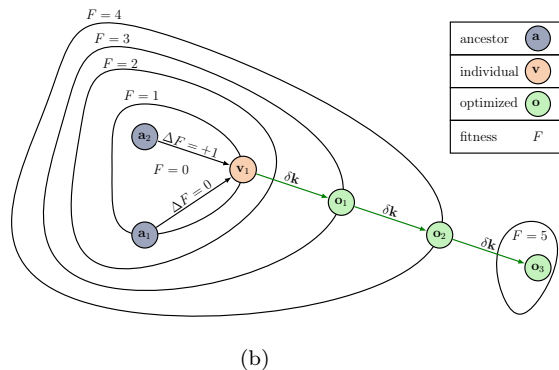 F = 4
F = 3
F = 2
F = 1
a₂
ΔF = +1
F = 0
v₁
ΔF = 0
a₁
δk
o₁
δk
o₂
δk
F = 5
o₃
ancestor a
individual v
optimized o
fitness F
(b)